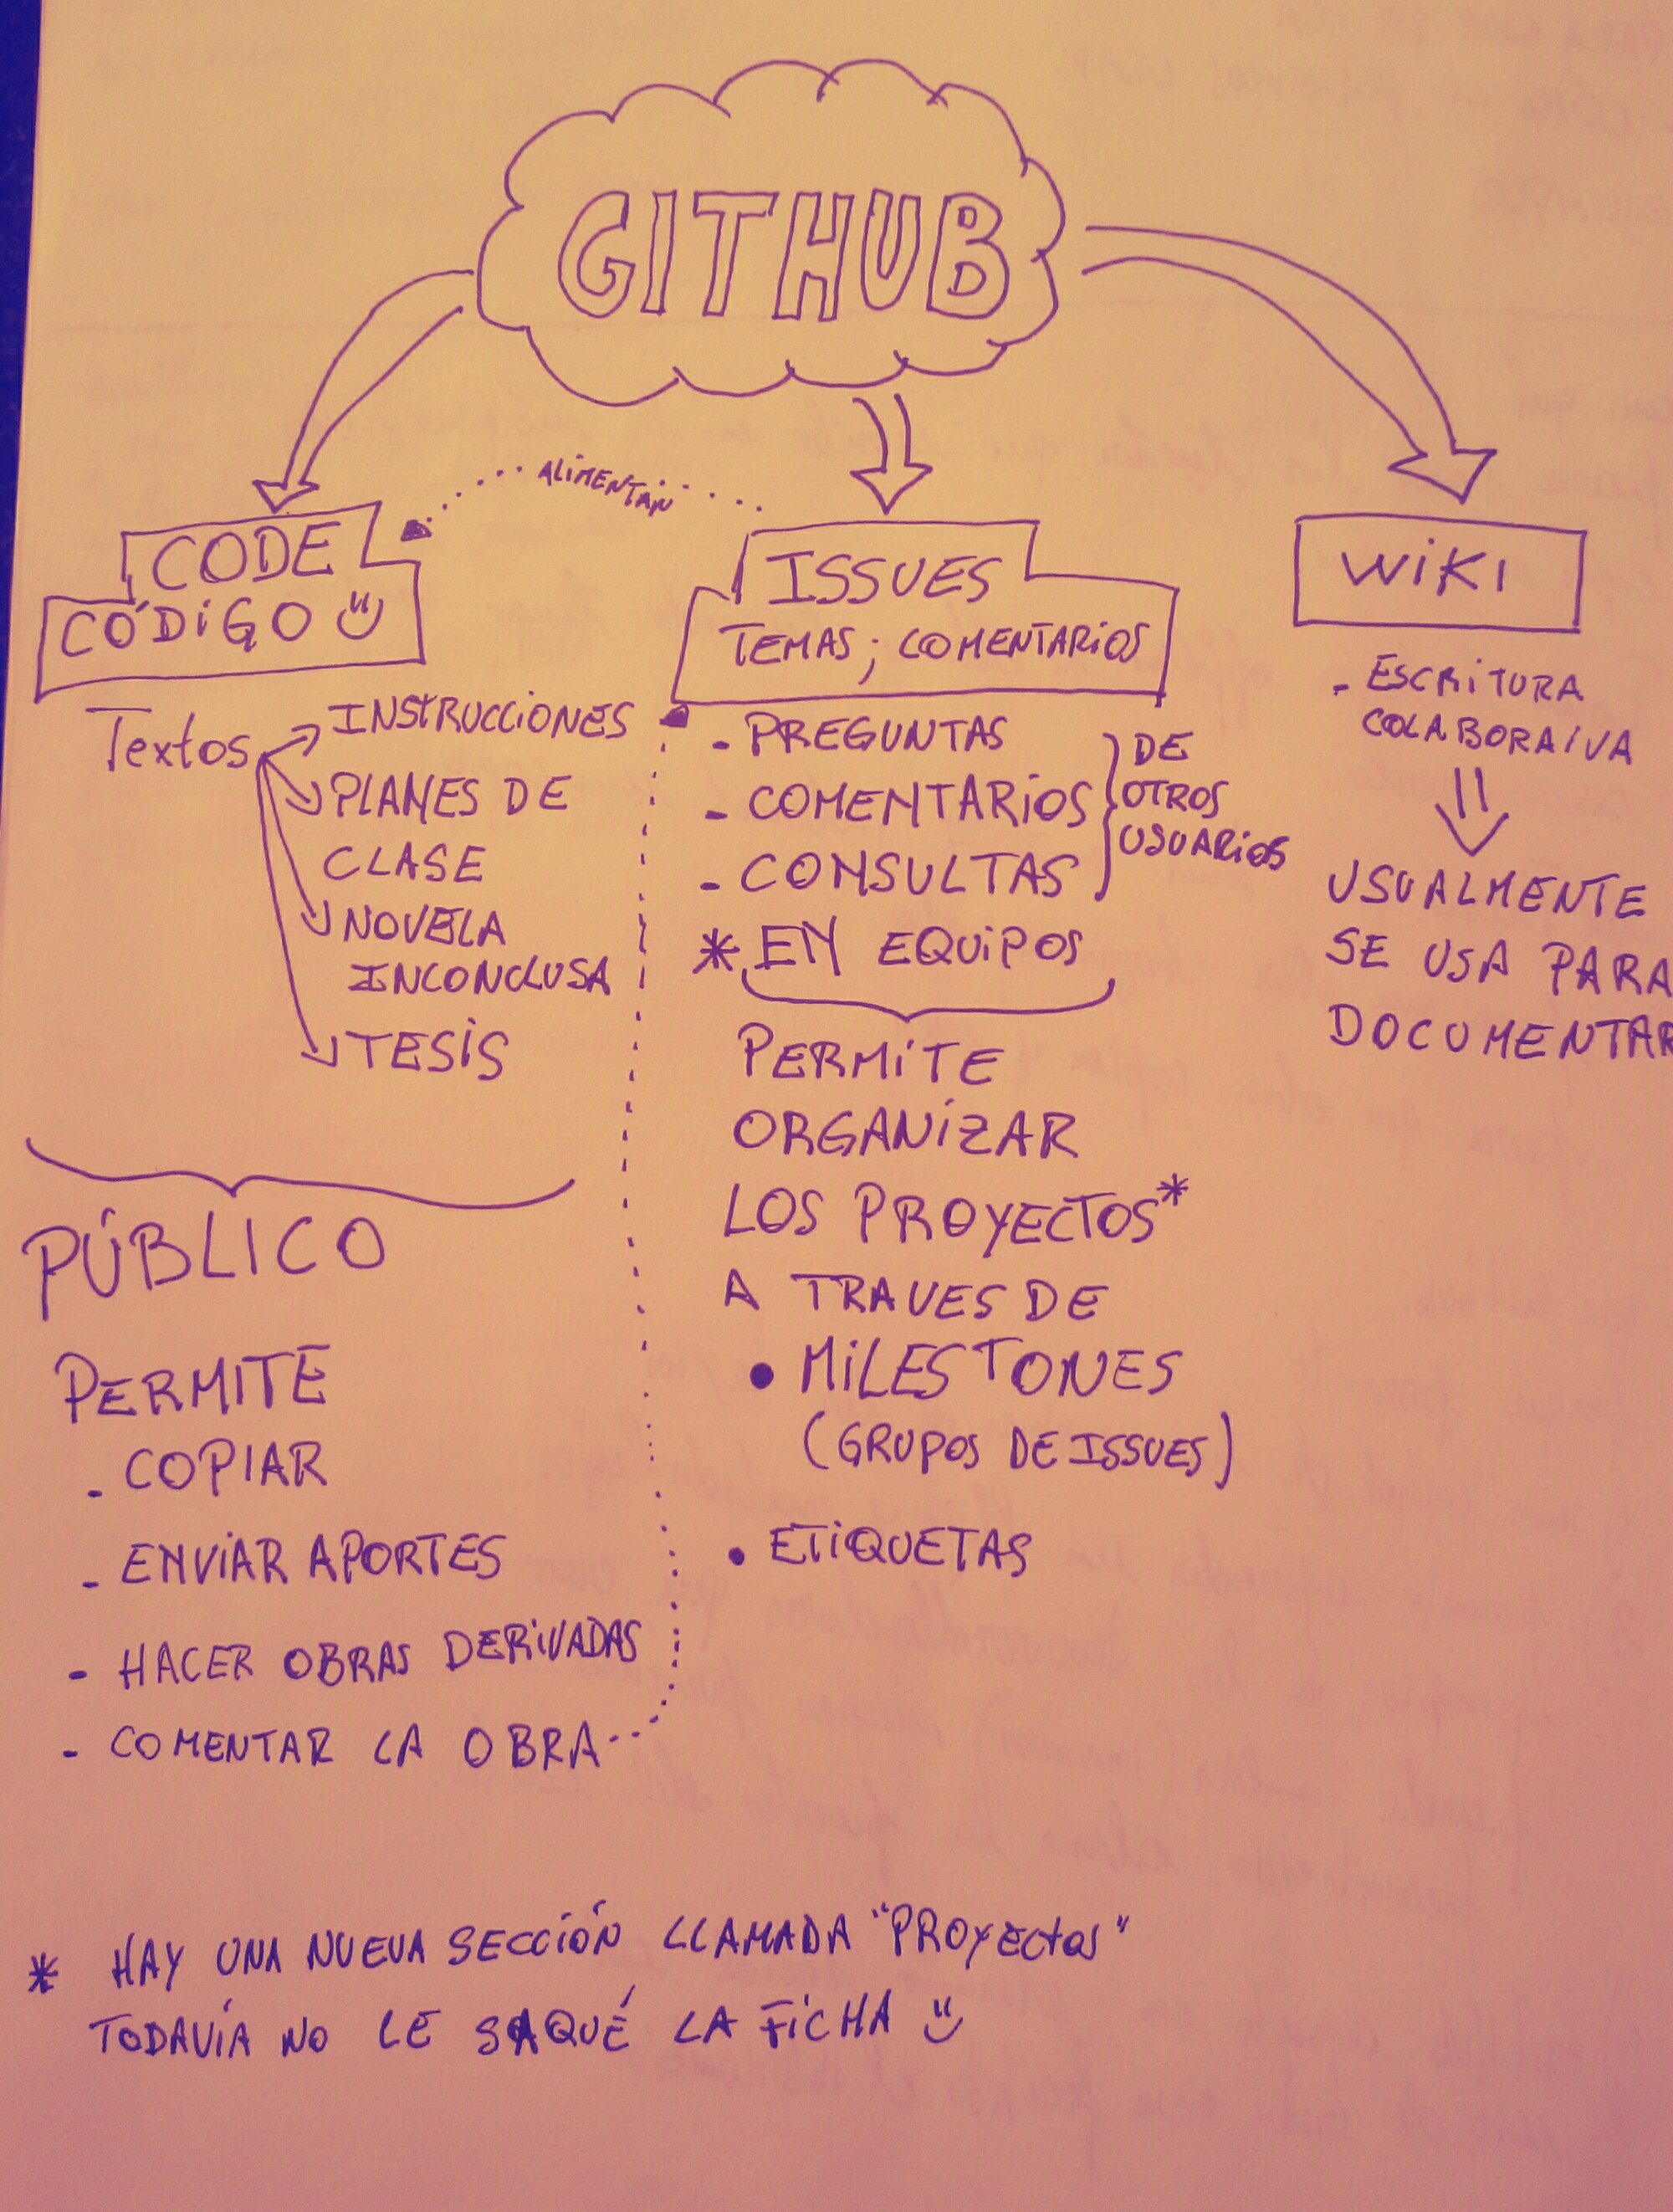 GITHUB
ALIMENTAN
CODE
CÓDIGO
Textos
INSTRUCCIONES
PLANES DE
CLASE
NOVELA
INCONCLUSA
TESIS
PÚBLICO
PERMITE
- COPIAR
- ENVIAR APORTES
- HACER OBRAS DERIVADAS
- COMENTAR LA OBRA
ISSUES
TEMAS; COMENTARIOS
- PREGUNTAS
- COMENTARIOS
- CONSULTAS
DE
OTROS
USUARIOS
* EN EQUIPOS
PERMITE
ORGANIZAR
LOS PROYECTOS*
A TRAVES DE
• MILESTONES
(GRUPOS DE ISSUES)
• ETIQUETAS
WIKI
- ESCRITURA
COLABORAIVA
USUALMENTE
SE USA PARA
DOCUMENTAR
* HAY UNA NUEVA SECCIÓN LLAMADA "PROYECTOS"
TODAVÍA NO LE SAQUÉ LA FICHA